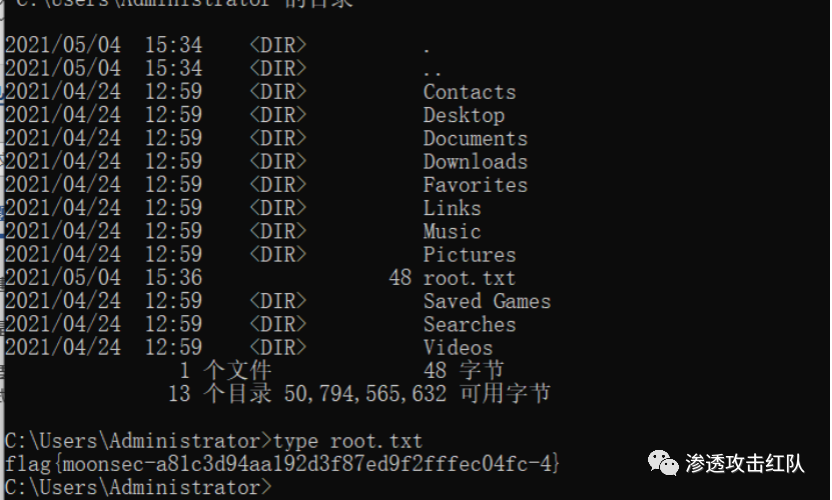 C:\Users\Administrator 的目录
2021/05/04  15:34    <DIR>          .
2021/05/04  15:34    <DIR>          ..
2021/04/24  12:59    <DIR>          Contacts
2021/04/24  12:59    <DIR>          Desktop
2021/04/24  12:59    <DIR>          Documents
2021/04/24  12:59    <DIR>          Downloads
2021/04/24  12:59    <DIR>          Favorites
2021/04/24  12:59    <DIR>          Links
2021/04/24  12:59    <DIR>          Music
2021/04/24  12:59    <DIR>          Pictures
2021/05/04  15:36                48 root.txt
2021/04/24  12:59    <DIR>          Saved Games
2021/04/24  12:59    <DIR>          Searches
2021/04/24  12:59    <DIR>          Videos
1 个文件             48 字节
13 个目录 50,794,565,632 可用字节
C:\Users\Administrator>type root.txt
flag{moonsec-a81c3d94aa192d3f87ed9f2fffec04fc-4}
C:\Users\Administrator>
渗透攻击红队